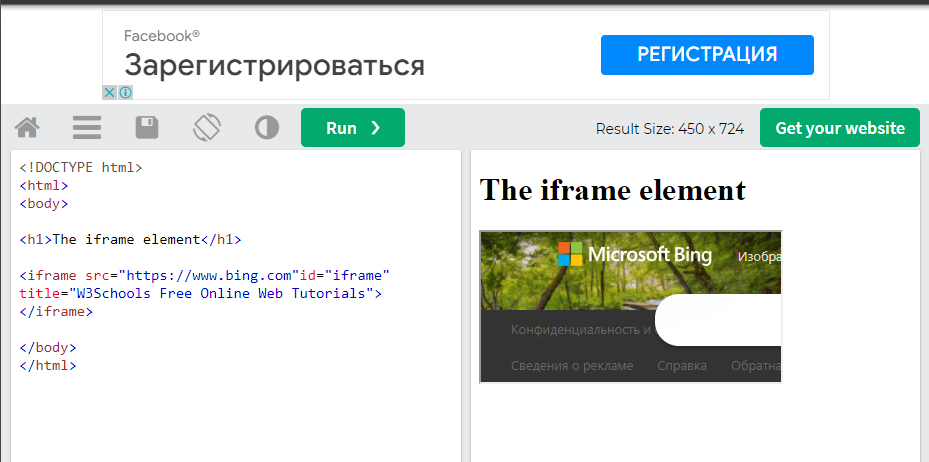 Facebook®
Зарегистрироваться
РЕГИСТРАЦИЯ
Run ❯
Result Size: 450 x 724
Get your website
<!DOCTYPE html>
<html>
<body>
<h1>The iframe element</h1>
<iframe src="https://www.bing.com"id="iframe"
title="W3Schools Free Online Web Tutorials">
</iframe>
</body>
</html>
The iframe element
Microsoft Bing
Изобра
Конфиденциальность и
Сведения о рекламе Справка Обратна